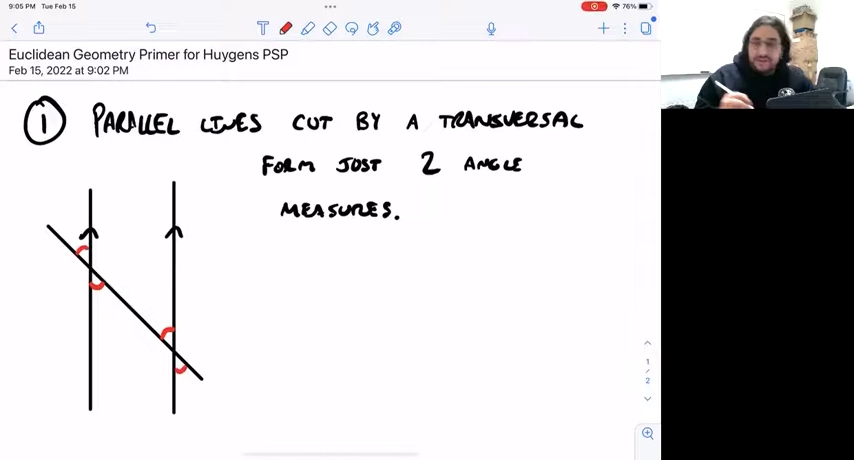 9:05 PM Tue Feb 15
76%
Euclidean Geometry Primer for Huygens PSP
Feb 15, 2022 at 9:02 PM
1 PARALLEL LINES CUT BY A TRANSVERSAL
FORM JUST 2 ANGLE
MEASURES.
1
/
2